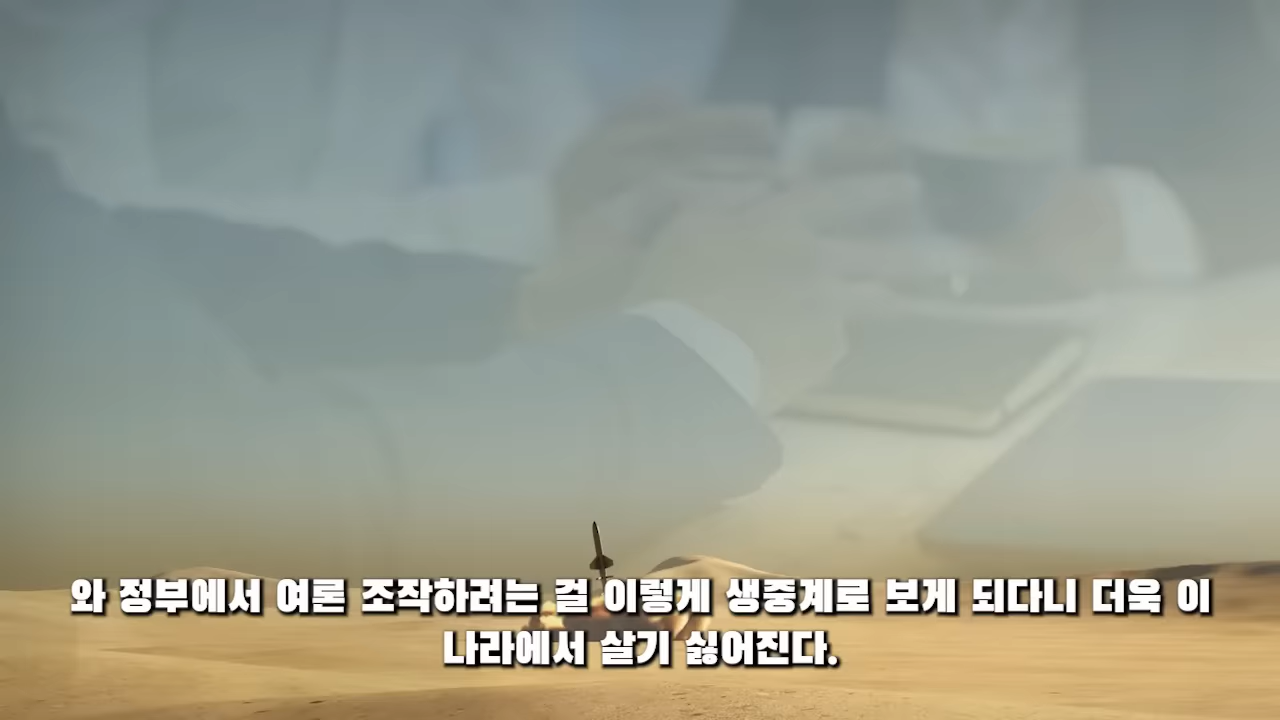 와 정부에서 여론 조작하려는 걸 이렇게 생중계로 보게 되다니 더욱 이
나라에서 살기 싫어진다.